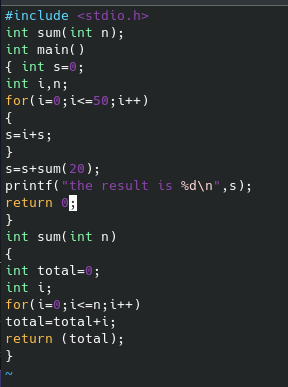 #include <stdio.h>
int sum(int n);
int main()
{ int s=0;
int i,n;
for(i=0;i<=50;i++)
{
s=i+s;
}
s=s+sum(20);
printf("the result is %d\n",s);
return 0;
}
int sum(int n)
{
int total=0;
int i;
for(i=0;i<=n;i++)
total=total+i;
return (total);
}
~